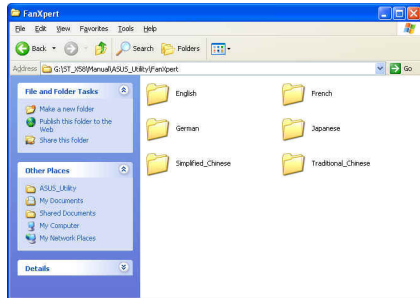 FanXpert
File Edit View Favorites Tools Help
Back Search Folders
Address G:\ST_X58\Manual\ASUS_Utility\FanXpert Go
File and Folder Tasks
Make a new folder
Publish this folder to the
Web
Share this folder
Other Places
ASUS_Utility
My Documents
Shared Documents
My Computer
My Network Places
Details
English French
German Japanese
Simplified_Chinese Traditional_Chinese